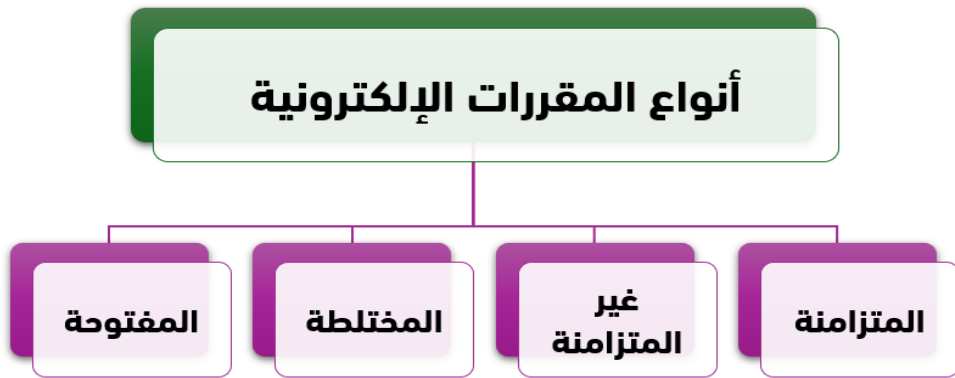 أنواع المقررات الإلكترونية
المتزامنة
غير
المتزامنة
المختلطة
المفتوحة